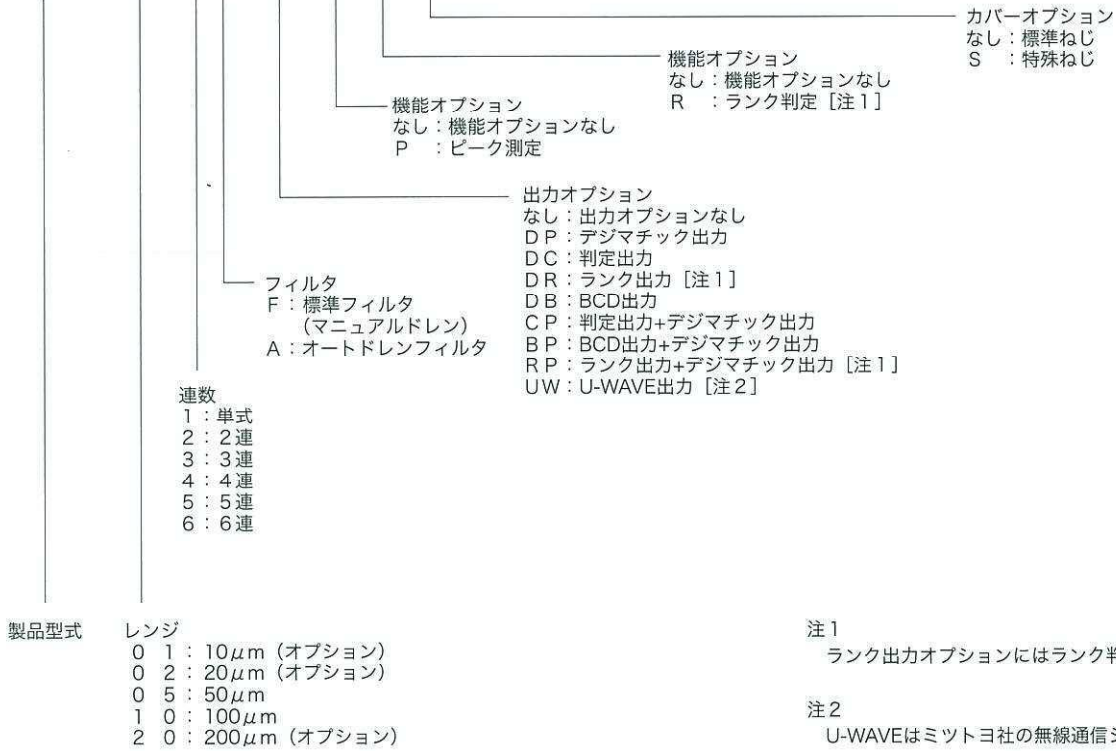 カバーオプション
なし：標準ねじ
S ：特殊ねじ
機能オプション
なし：機能オプションなし
R ：ランク判定［注1］
機能オプション
なし：機能オプションなし
P ：ピーク測定
出力オプション
なし：出力オプションなし
DP：デジマチック出力
DC：判定出力
DR：ランク出力［注1］
DB：BCD出力
CP：判定出力+デジマチック出力
BP：BCD出力+デジマチック出力
RP：ランク出力+デジマチック出力［注1］
UW：U-WAVE出力［注2］
フィルタ
F：標準フィルタ
（マニュアルドレン）
A：オートドレンフィルタ
連数
1：単式
2：2連
3：3連
4：4連
5：5連
6：6連
製品型式
レンジ
0 1：10μm（オプション）
0 2：20μm（オプション）
0 5：50μm
1 0：100μm
2 0：200μm（オプション）
注1
ランク出力オプションにはランク
注2
U-WAVEはミツトヨ社の無線通信